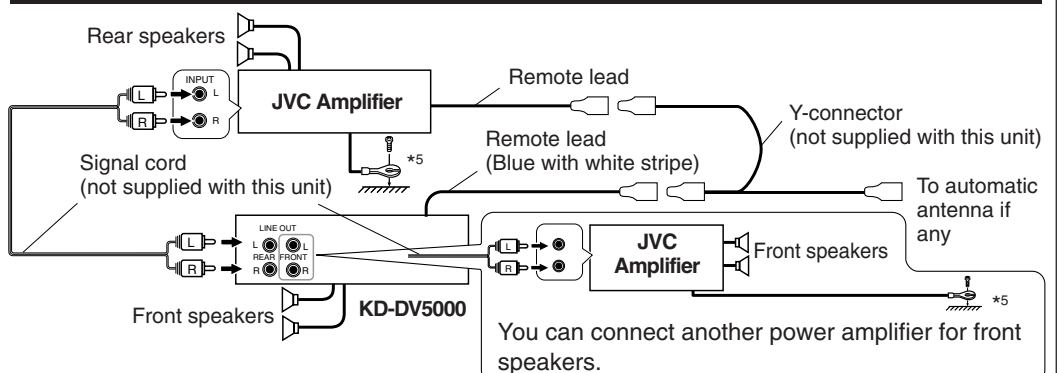 Rear speakers
INPUT
L
R
L
R
JVC Amplifier
Remote lead
Y-connector
(not supplied with this unit)
*5
Remote lead
(Blue with white stripe)
Signal cord
(not supplied with this unit)
To automatic
antenna if
any
LINE OUT
L
L
REAR
FRONT
R
R
L
R
KD-DV5000
Front speakers
L
R
JVC
Amplifier
Front speakers
*5
You can connect another power amplifier for front
speakers.